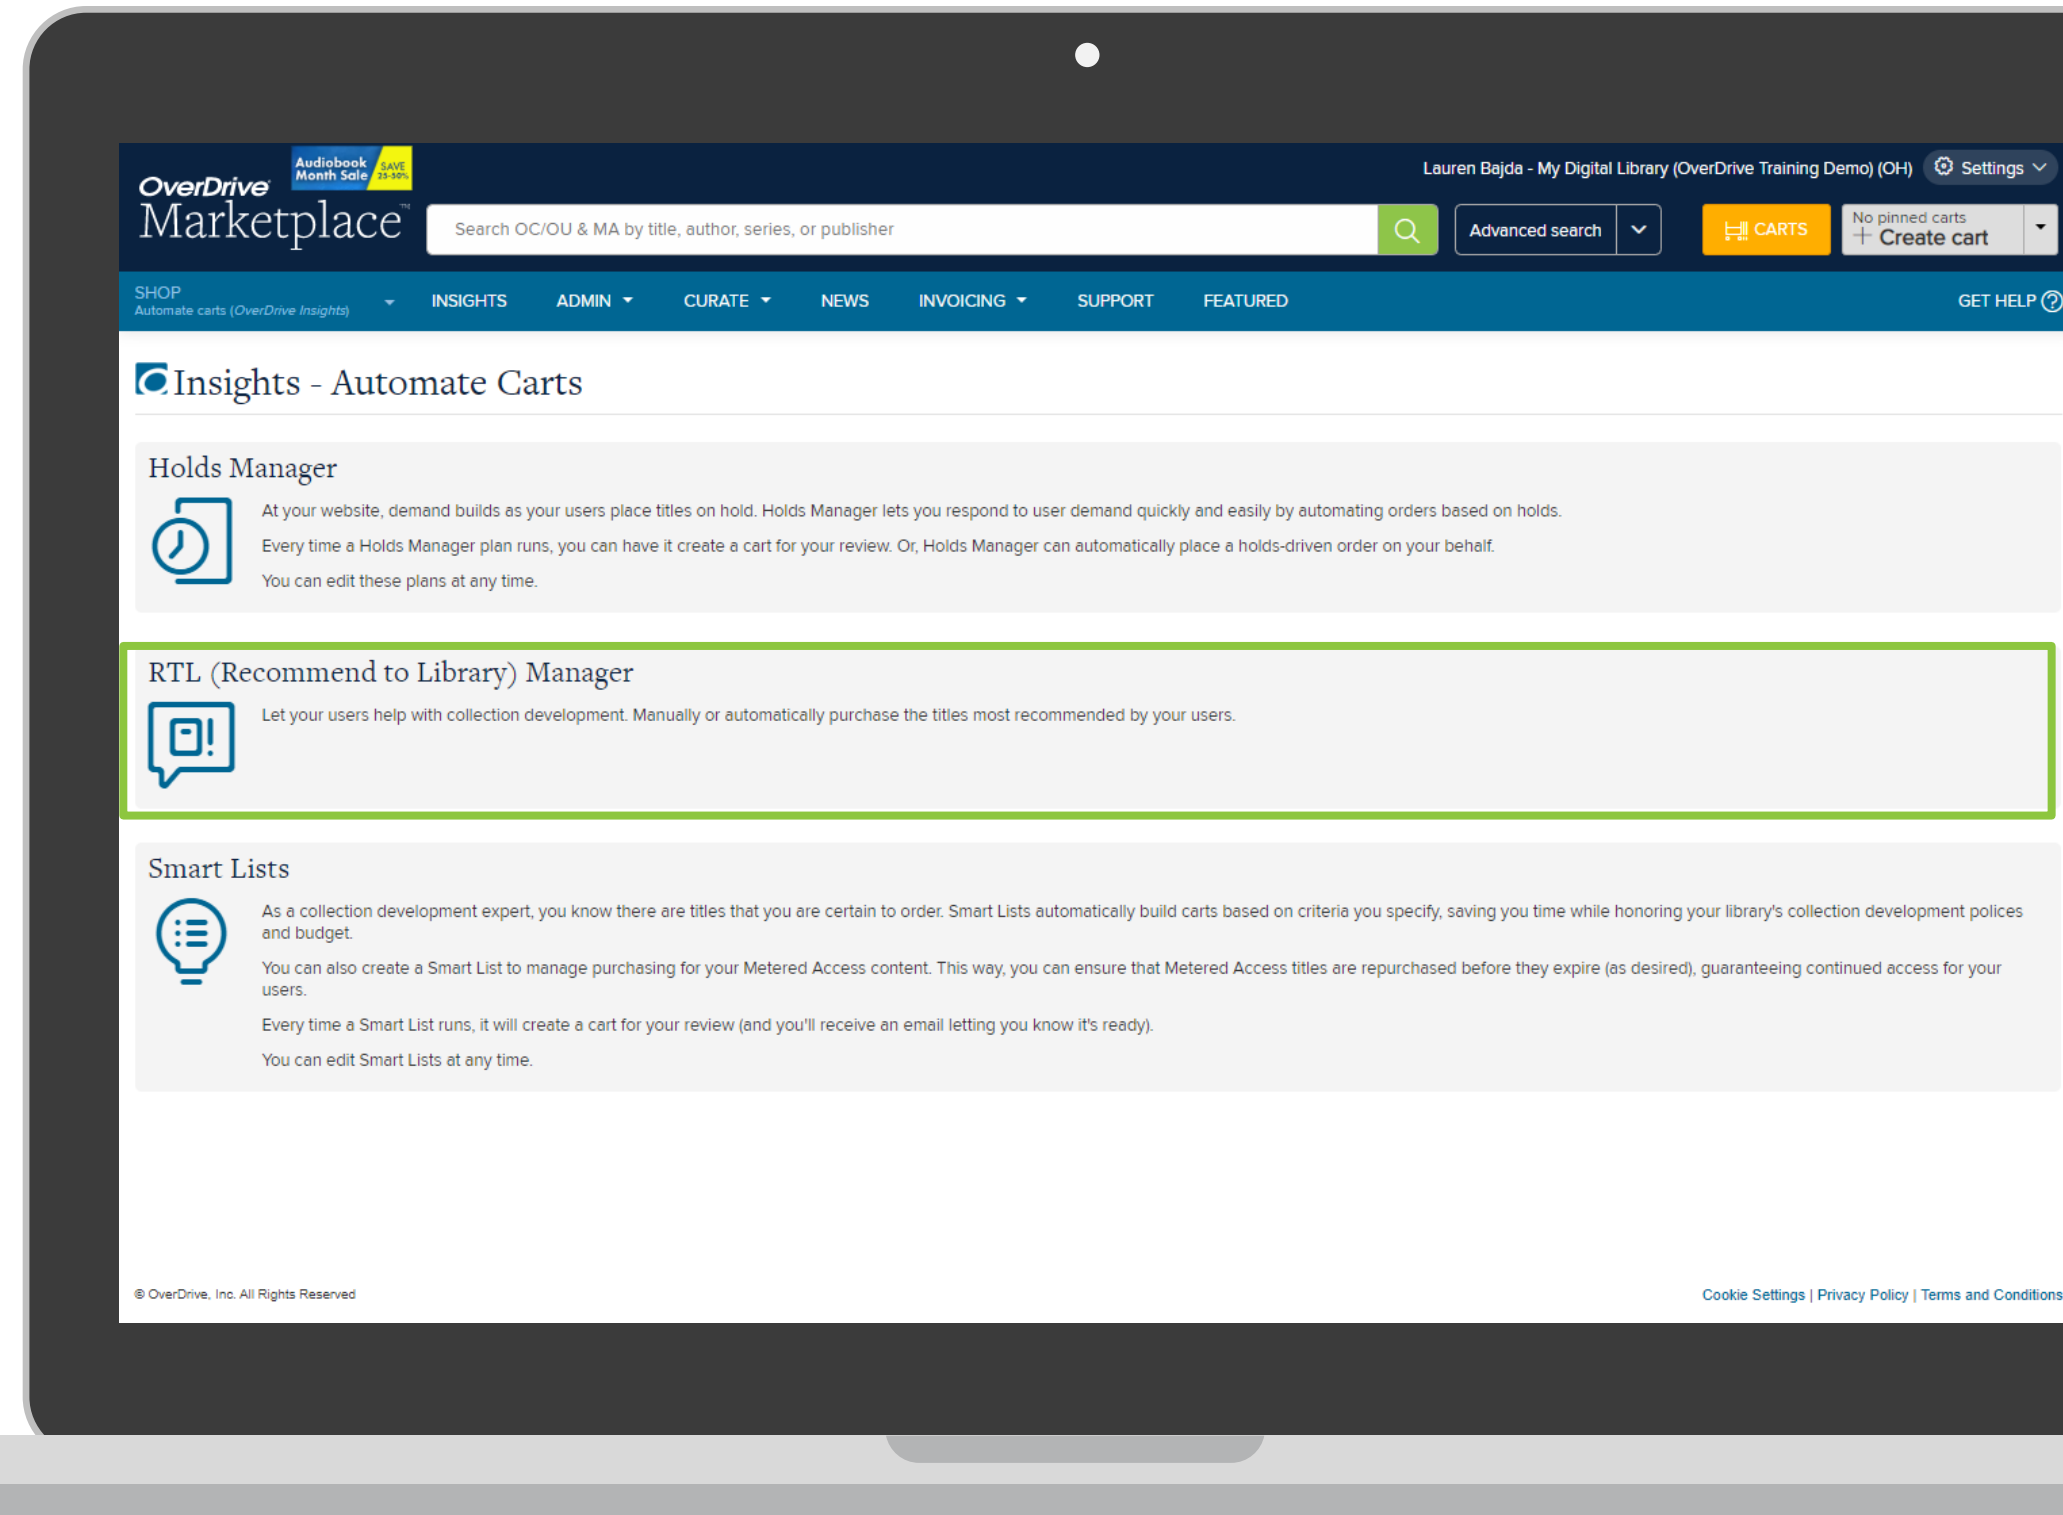 Audiobook
Month Sale
SAVE
25-50%
OverDrive
Marketplace™
Lauren Bajda - My Digital Library (OverDrive Training Demo) (OH)
Settings
Search OC/OU & MA by title, author, series, or publisher
Advanced search
CARTS
No pinned carts
+ Create cart
SHOP
Automate carts (OverDrive Insights)
INSIGHTS
ADMIN
CURATE
NEWS
INVOICING
SUPPORT
FEATURED
GET HELP ?
Insights - Automate Carts
Holds Manager
At your website, demand builds as your users place titles on hold. Holds Manager lets you respond to user demand quickly and easily by automating orders based on holds.
Every time a Holds Manager plan runs, you can have it create a cart for your review. Or, Holds Manager can automatically place a holds-driven order on your behalf.
You can edit these plans at any time.
RTL (Recommend to Library) Manager
Let your users help with collection development. Manually or automatically purchase the titles most recommended by your users.
Smart Lists
As a collection development expert, you know there are titles that you are certain to order. Smart Lists automatically build carts based on criteria you specify, saving you time while honoring your library's collection development polices
and budget.
You can also create a Smart List to manage purchasing for your Metered Access content. This way, you can ensure that Metered Access titles are repurchased before they expire (as desired), guaranteeing continued access for your
users.
Every time a Smart List runs, it will create a cart for your review (and you'll receive an email letting you know it's ready).
You can edit Smart Lists at any time.
© OverDrive, Inc. All Rights Reserved
Cookie Settings | Privacy Policy | Terms and Conditions